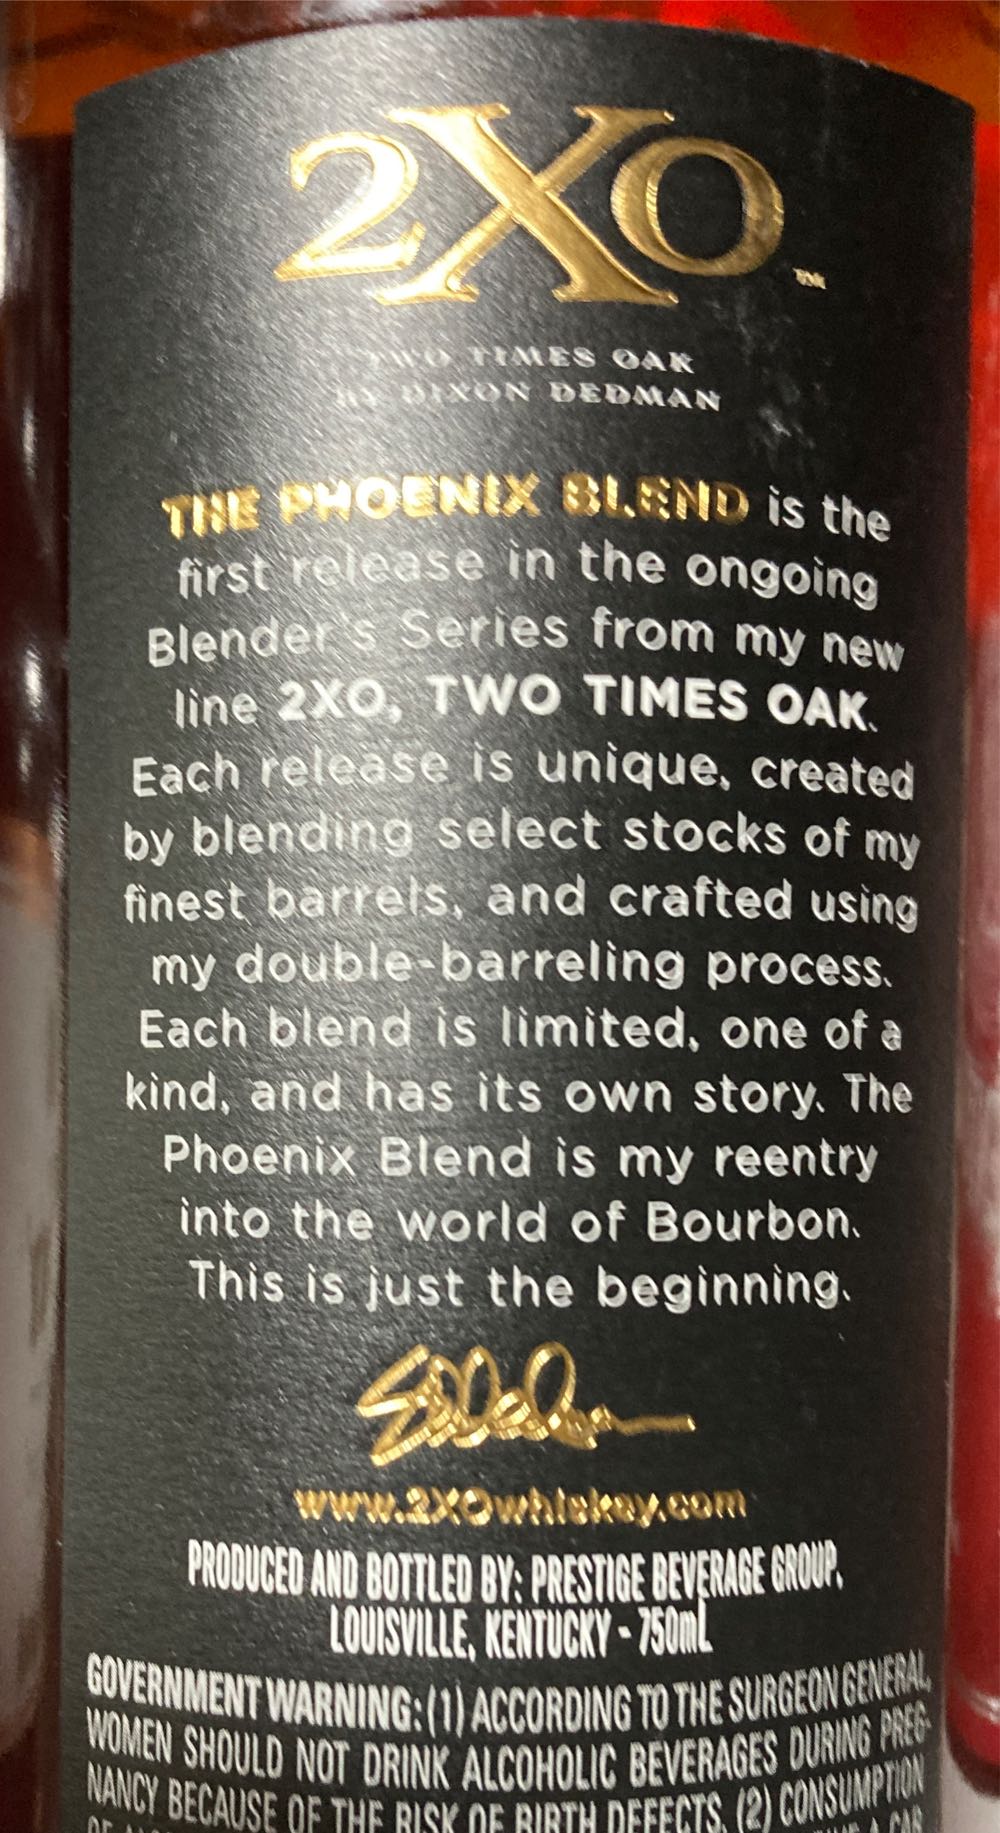 2XO™
TWO TIMES OAK
BY DIXON DEDMAN
THE PHOENIX BLEND is the
first release in the ongoing
Blender's Series from my new
line 2XO, TWO TIMES OAK.
Each release is unique, created
by blending select stocks of my
finest barrels, and crafted using
my double-barreling process.
Each blend is limited, one of a
kind, and has its own story. The
Phoenix Blend is my reentry
into the world of Bourbon.
This is just the beginning.
www.2XOwhiskey.com
PRODUCED AND BOTTLED BY: PRESTIGE BEVERAGE GROUP,
LOUISVILLE, KENTUCKY - 750mL
GOVERNMENT WARNING: (1) ACCORDING TO THE SURGEON GENERAL,
WOMEN SHOULD NOT DRINK ALCOHOLIC BEVERAGES DURING PREG-
NANCY BECAUSE OF THE RISK OF BIRTH DEFECTS. (2) CONSUMPTION
A CAR